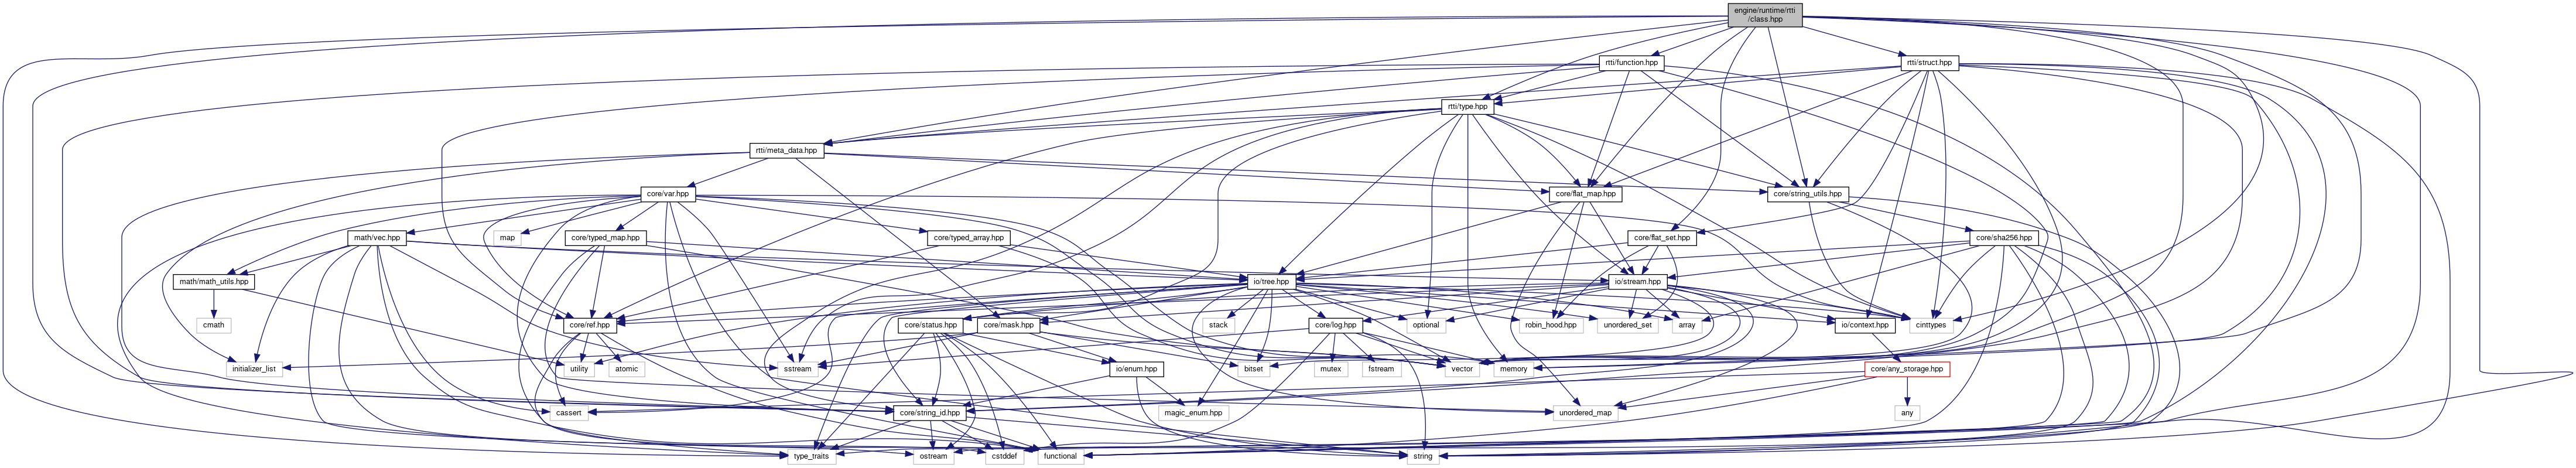 engine/runtime/rtti
/class.hpp
rtti/function.hpp
rtti/struct.hpp
rtti/type.hpp
rtti/meta_data.hpp
core/var.hpp
core/flat_map.hpp
core/string_utils.hpp
math/vec.hpp
map
core/typed_map.hpp
core/typed_array.hpp
core/flat_set.hpp
core/sha256.hpp
math/math_utils.hpp
io/tree.hpp
io/stream.hpp
cmath
core/ref.hpp
core/status.hpp
stack
core/mask.hpp
core/log.hpp
optional
robin_hood.hpp
unordered_set
array
io/context.hpp
cinttypes
initializer_list
utility
atomic
sstream
io/enum.hpp
bitset
mutex
fstream
vector
memory
core/any_storage.hpp
cassert
core/string_id.hpp
magic_enum.hpp
unordered_map
any
type_traits
ostream
cstddef
functional
string